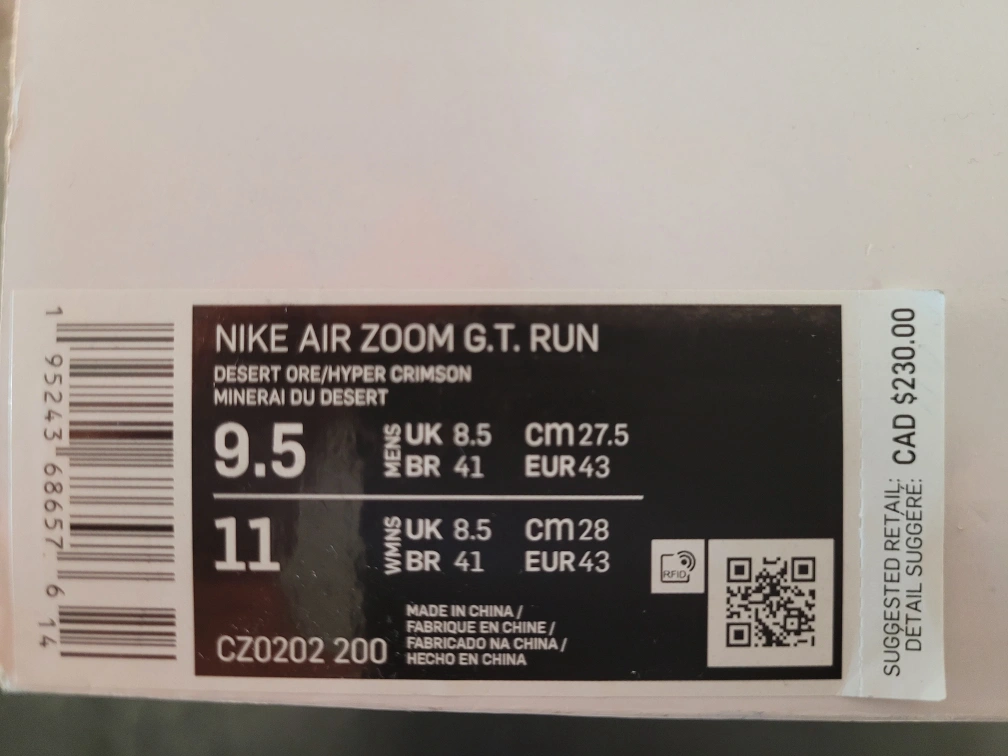 NIKE AIR ZOOM G.T. RUN
DESERT ORE/HYPER CRIMSON
MINERAI DU DESERT
9.5 MENS UK 8.5 cm 27.5
BR 41 EUR 43
11 WMNS UK 8.5 cm 28
BR 41 EUR 43
CZ0202 200
MADE IN CHINA /
FABRIQUE EN CHINE /
FABRICADO NA CHINA /
HECHO EN CHINA
RFID
1 95243 68657 6 14
SUGGESTED RETAIL: CAD $230.00
DETAIL SUGGÉRÉ: